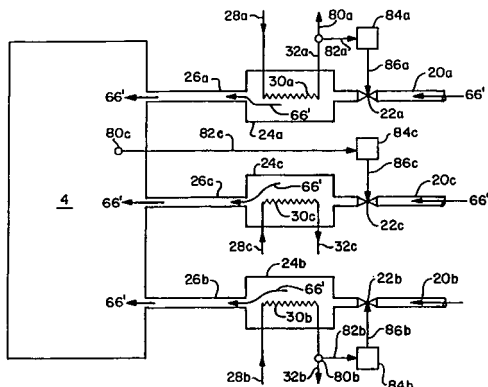 28a 80a 84a
32a 82a
26a 30a 86a 20a
66' 66' 66'
24a 22a
80c 82c 84c
24c 86c
26c 66' 20c
66' 30c 66'
4 22c
28c 32c
24b
26b 66' 22b 20b
66' 30b 82b 86b
28b 32b 80b 84b